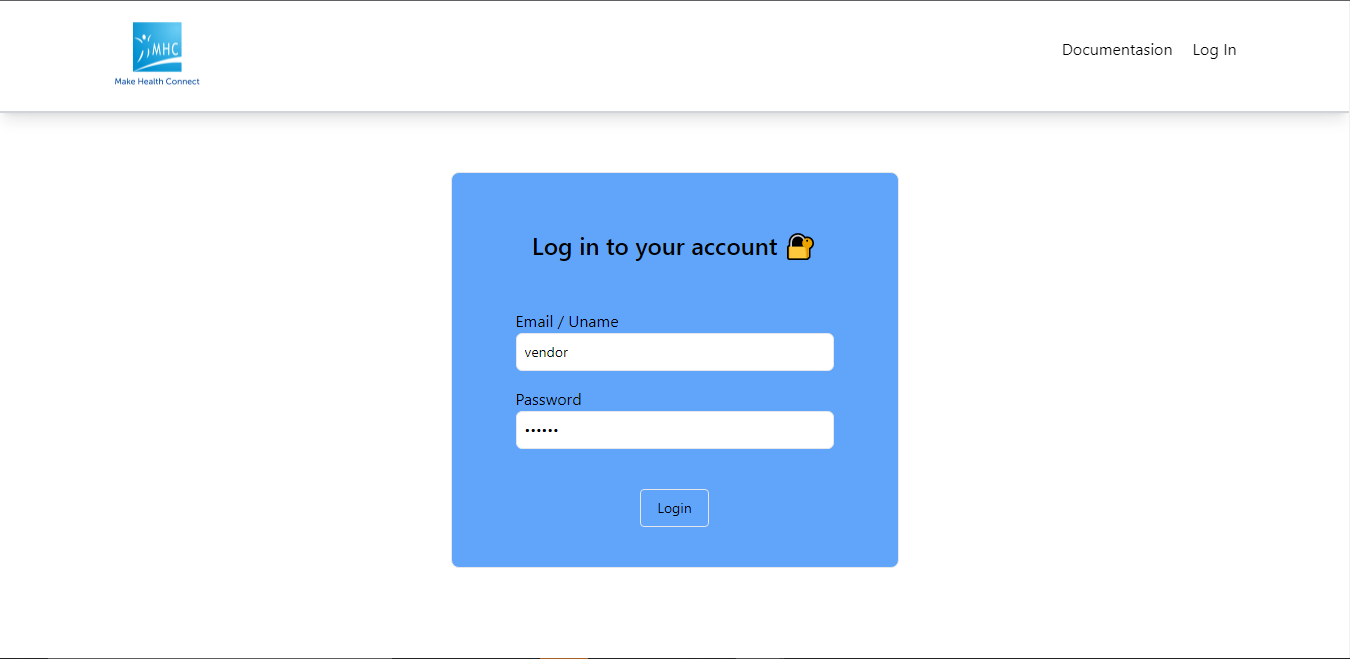 MHC
Make Health Connect
Documentasion
Log In
Log in to your account
Email / Uname
vendor
Password
••••••
Login